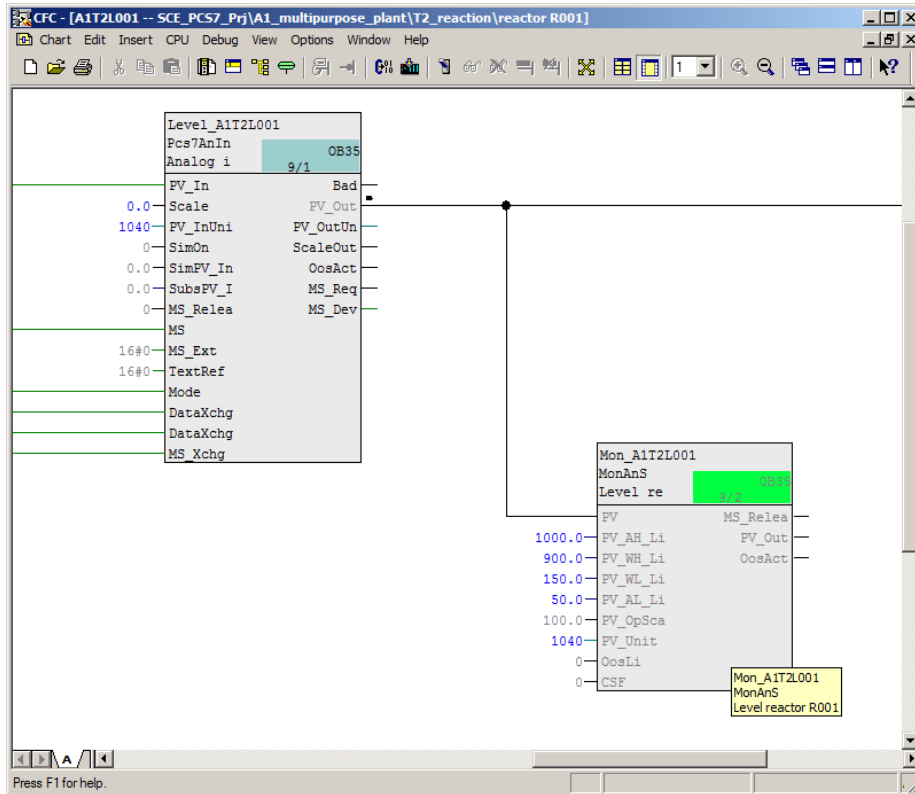 CFC - [A1T2L001 -- SCE_PCS7_Prj\A1_multipurpose_plant\T2_reaction\reactor R001]
Chart Edit Insert CPU Debug View Options Window Help
1
Level_A1T2L001
Pcs7AnIn
Analog i
OB35
9/1
PV_In Bad
0.0 Scale PV_Out
1040 PV_InUni PV_OutUn
0 SimOn ScaleOut
0.0 SimPV_In OosAct
0.0 SubsPV_I MS_Req
0 MS_Relea MS_Dev
MS
16#0 MS_Ext
16#0 TextRef
Mode
DataXchg
DataXchg
MS_Xchg
Mon_A1T2L001
MonAnS
Level re
OB35
9/2
PV MS_Relea
1000.0 PV_AH_Li PV_Out
900.0 PV_WH_Li OosAct
150.0 PV_WL_Li
50.0 PV_AL_Li
100.0 PV_OpSca
1040 PV_Unit
0 OosLi
0 CSF
Mon_A1T2L001
MonAnS
Level reactor R001
A
Press F1 for help.